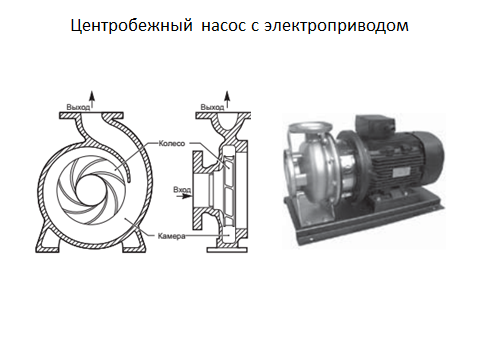 Центробежный насос с электроприводом
Выход
Выход
Колесо
Вход
Камера